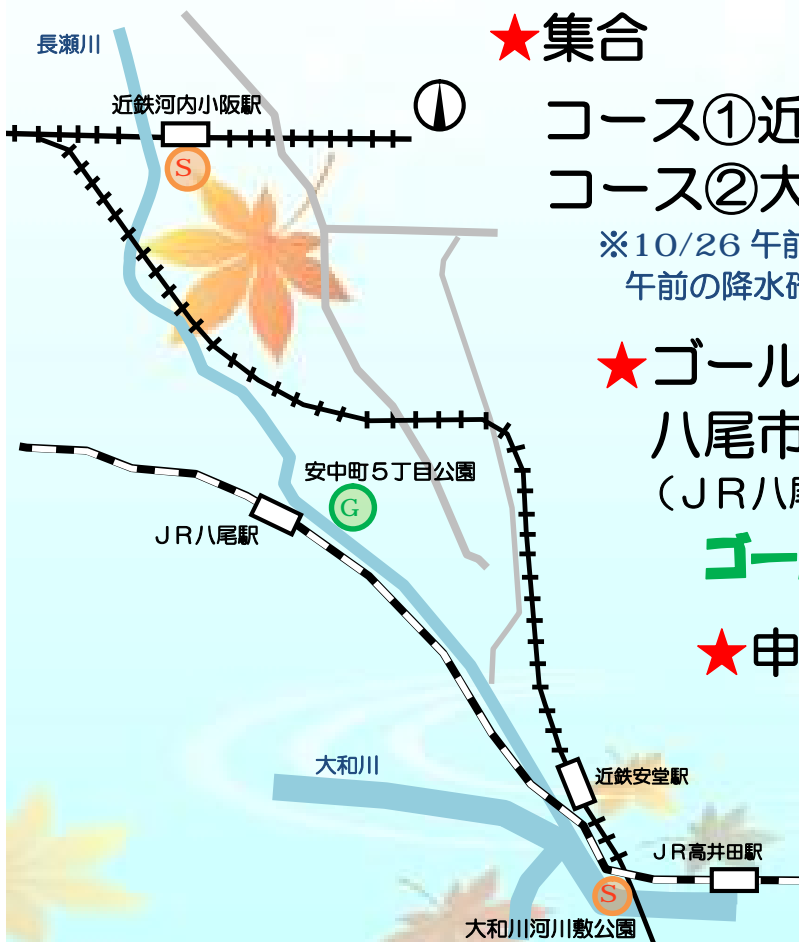 長瀬川
★集合
近鉄河内小阪駅
コース①近
S
コース②大
※10/26 午前
午前の降水確
★ゴール
八尾市
安中町5丁目公園
G
(JR八尾
JR八尾駅
ゴー
★申
大和川
近鉄安堂駅
JR高井田駅
S
大和川河川敷公園